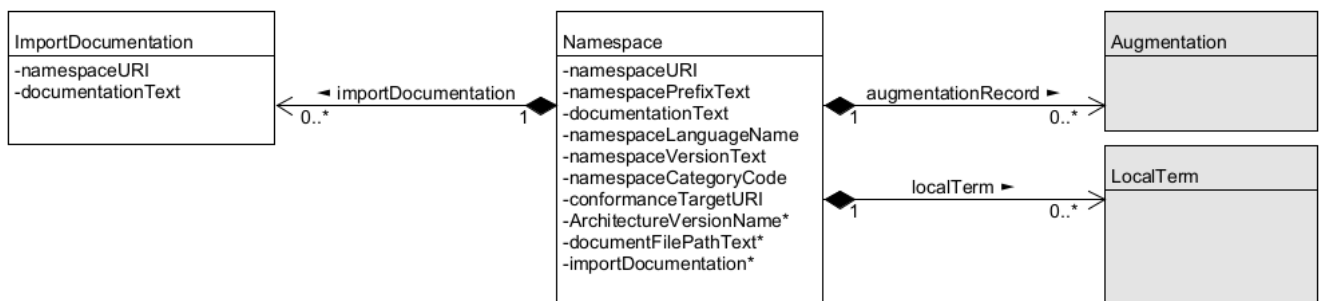 ImportDocumentation
-namespaceURI
-documentationText
◄ importDocumentation
0..*
1
Namespace
-namespaceURI
-namespacePrefixText
-documentationText
-namespaceLanguageName
-namespaceVersionText
-namespaceCategoryCode
-conformanceTargetURI
-ArchitectureVersionName*
-documentFilePathText*
-importDocumentation*
augmentationRecord ►
1
0..*
Augmentation
localTerm ►
1
0..*
LocalTerm